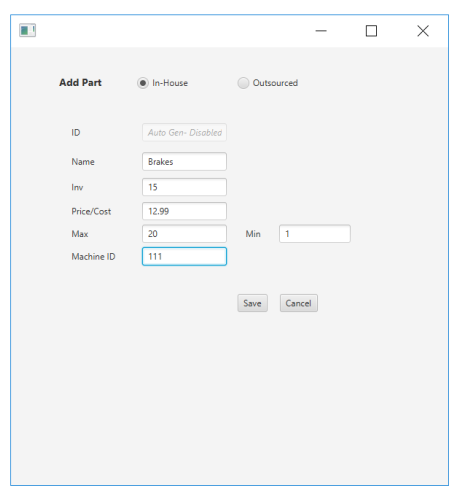 Add Part In-House Outsourced
ID Auto Gen- Disabled
Name Brakes
Inv 15
Price/Cost 12.99
Max 20 Min 1
Machine ID 111
Save Cancel